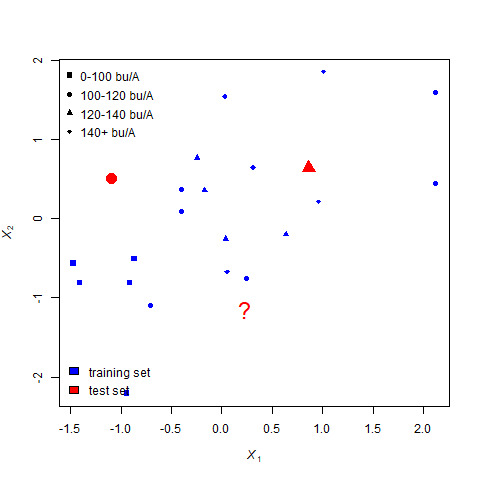 0-100 bu/A
100-120 bu/A
120-140 bu/A
140+ bu/A
?
training set
test set
2
1
0
-1
-2
-1.5 -1.0 -0.5 0.0 0.5 1.0 1.5 2.0
X1
X2